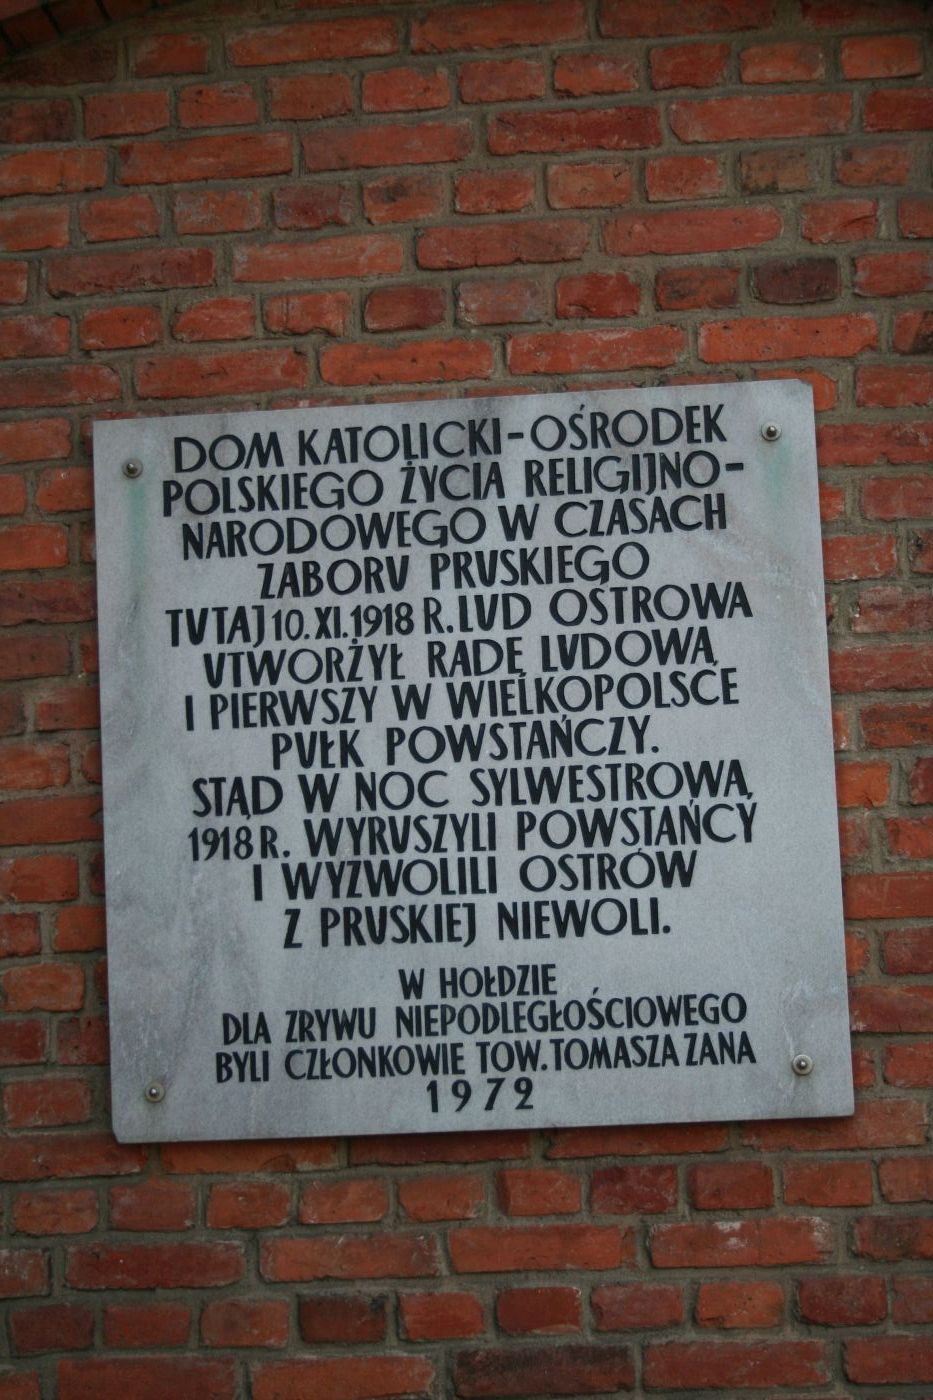 DOM KATOLICKI-OŚRODEK
POLSKIEGO ŻYCIA RELIGIJNO-
NARODOWEGO W CZASACH
ZABORU PRUSKIEGO
TUTAJ 10.XI.1918 R. LUD OSTROWA
UTWORZYŁ RADĘ LUDOWĄ
I PIERWSZY W WIELKOPOLSCE
PUŁK POWSTAŃCZY.
STĄD W NOC SYLWESTROWĄ
1918 R. WYRUSZYLI POWSTAŃCY
I WYZWOLILI OSTRÓW
Z PRUSKIEJ NIEWOLI.
W HOŁDZIE
DLA ZRYWU NIEPODLEGŁOŚCIOWEGO
BYLI CZŁONKOWIE TOW. TOMASZA ZANA
1972